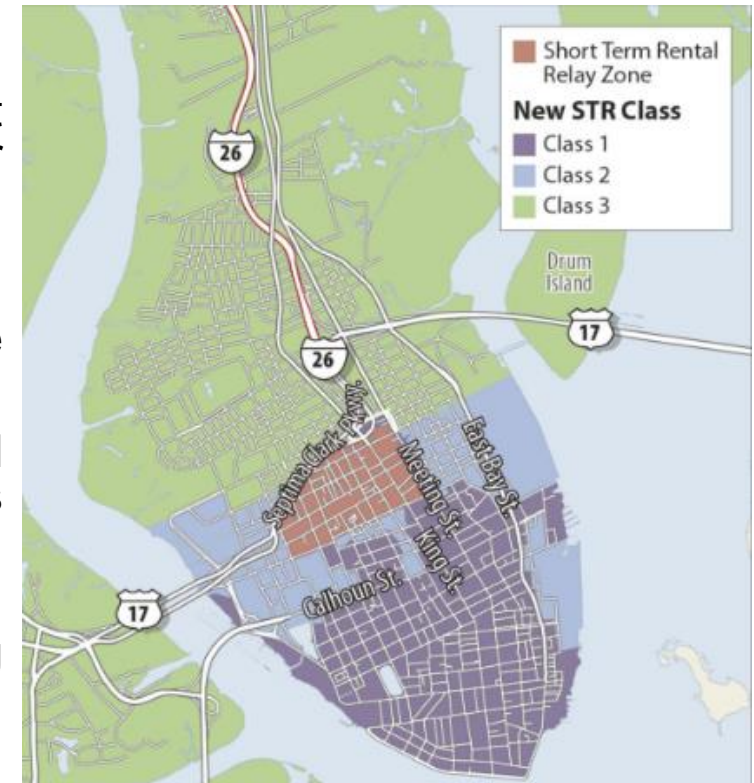 Short Term Rental
Relay Zone
New STR Class
Class 1
Class 2
Class 3
26
Drum
Island
17
26
Septima Clark Pkwy.
East Bay St.
Meeting St.
King St.
Calhoun St.
17